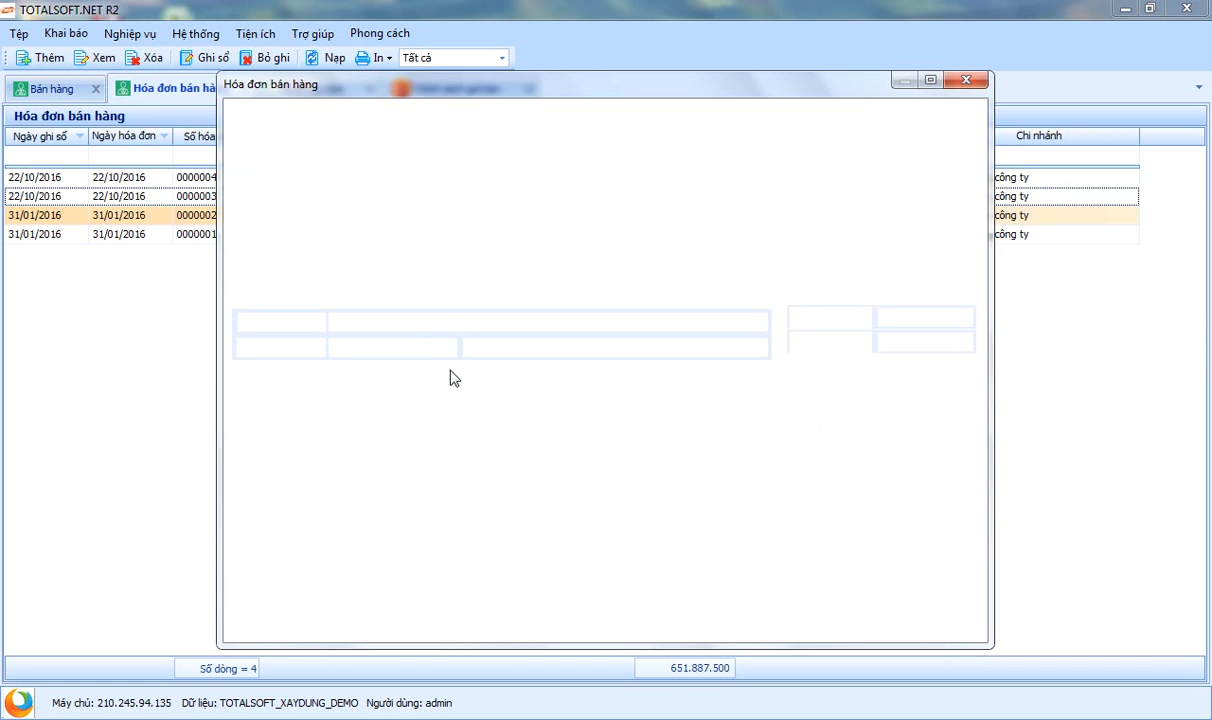 TOTALSOFT.NET R2
Tệp Khai báo Nghiệp vụ Hệ thống Tiện ích Trợ giúp Phong cách
Thêm Xem Xóa Ghi sổ Bỏ ghi Nạp In Tất cả
Bán hàng Hóa đơn bán hà
Hóa đơn bán hàng
Hóa đơn bán hàng
Ngày ghi sổ Ngày hóa đơn Số hóa Chi nhánh
22/10/2016 22/10/2016 0000004 công ty
22/10/2016 22/10/2016 0000003 công ty
31/01/2016 31/01/2016 0000002 công ty
31/01/2016 31/01/2016 0000001 công ty
Số dòng = 4 651.887.500
Máy chủ: 210.245.94.135 Dữ liệu: TOTALSOFT_XAYDUNG_DEMO Người dùng: admin